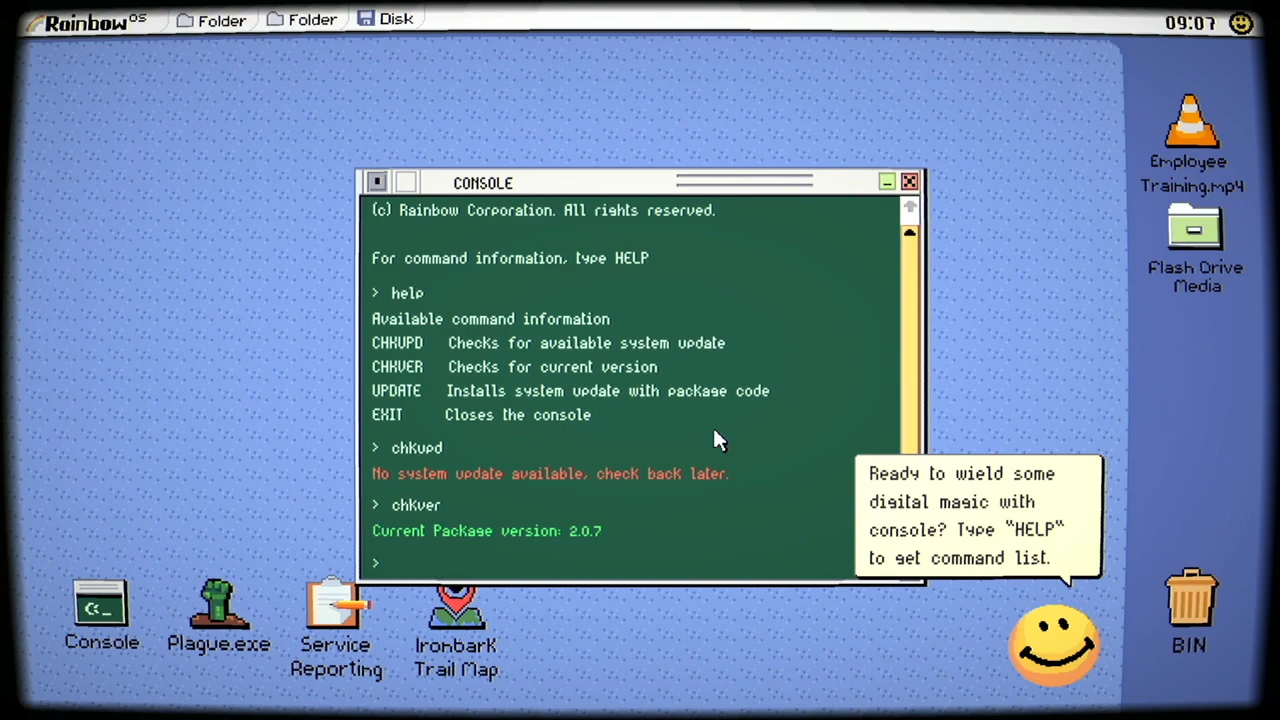 Rainbow OS
Folder
Folder
Disk
09:07
Employee
Training.mp4
Flash Drive
Media
CONSOLE
(c) Rainbow Corporation. All rights reserved.
For command information, type HELP
> help
Available command information
CHKUPD Checks for available system update
CHKVER Checks for current version
UPDATE Installs system update with package code
EXIT Closes the console
> chkupd
No system update available, check back later.
> chkver
Current Package version: 2.0.7
>
Ready to wield some
digital magic with
console? Type "HELP"
to get command list.
Console
Plague.exe
Service
Reporting
Ironbark
Trail Map
BIN